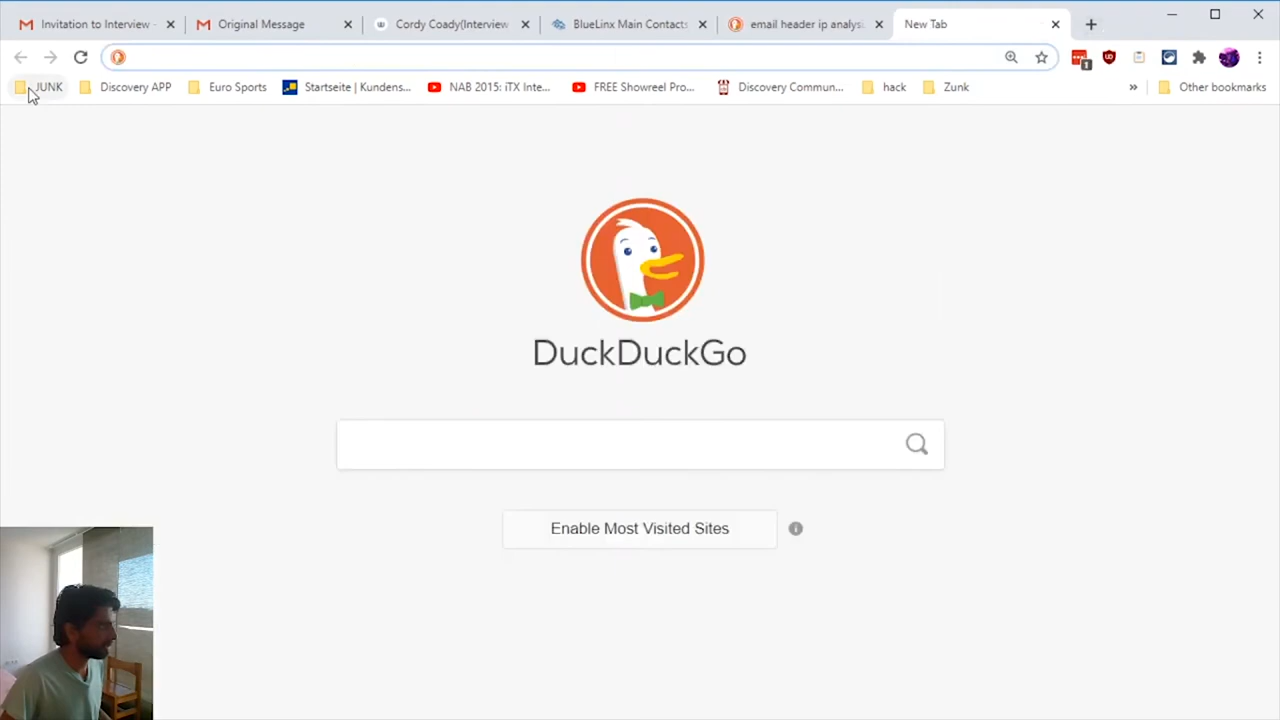 Invitation to Interview -
Original Message
Cordy Coady(Interview
BlueLinx Main Contacts
email header ip analys
New Tab
1
JUNK
Discovery APP
Euro Sports
Startseite | Kundens...
NAB 2015: iTX Inte...
FREE Showreel Pro...
Discovery Commun...
hack
Zunk
»
Other bookmarks
DuckDuckGo
Enable Most Visited Sites